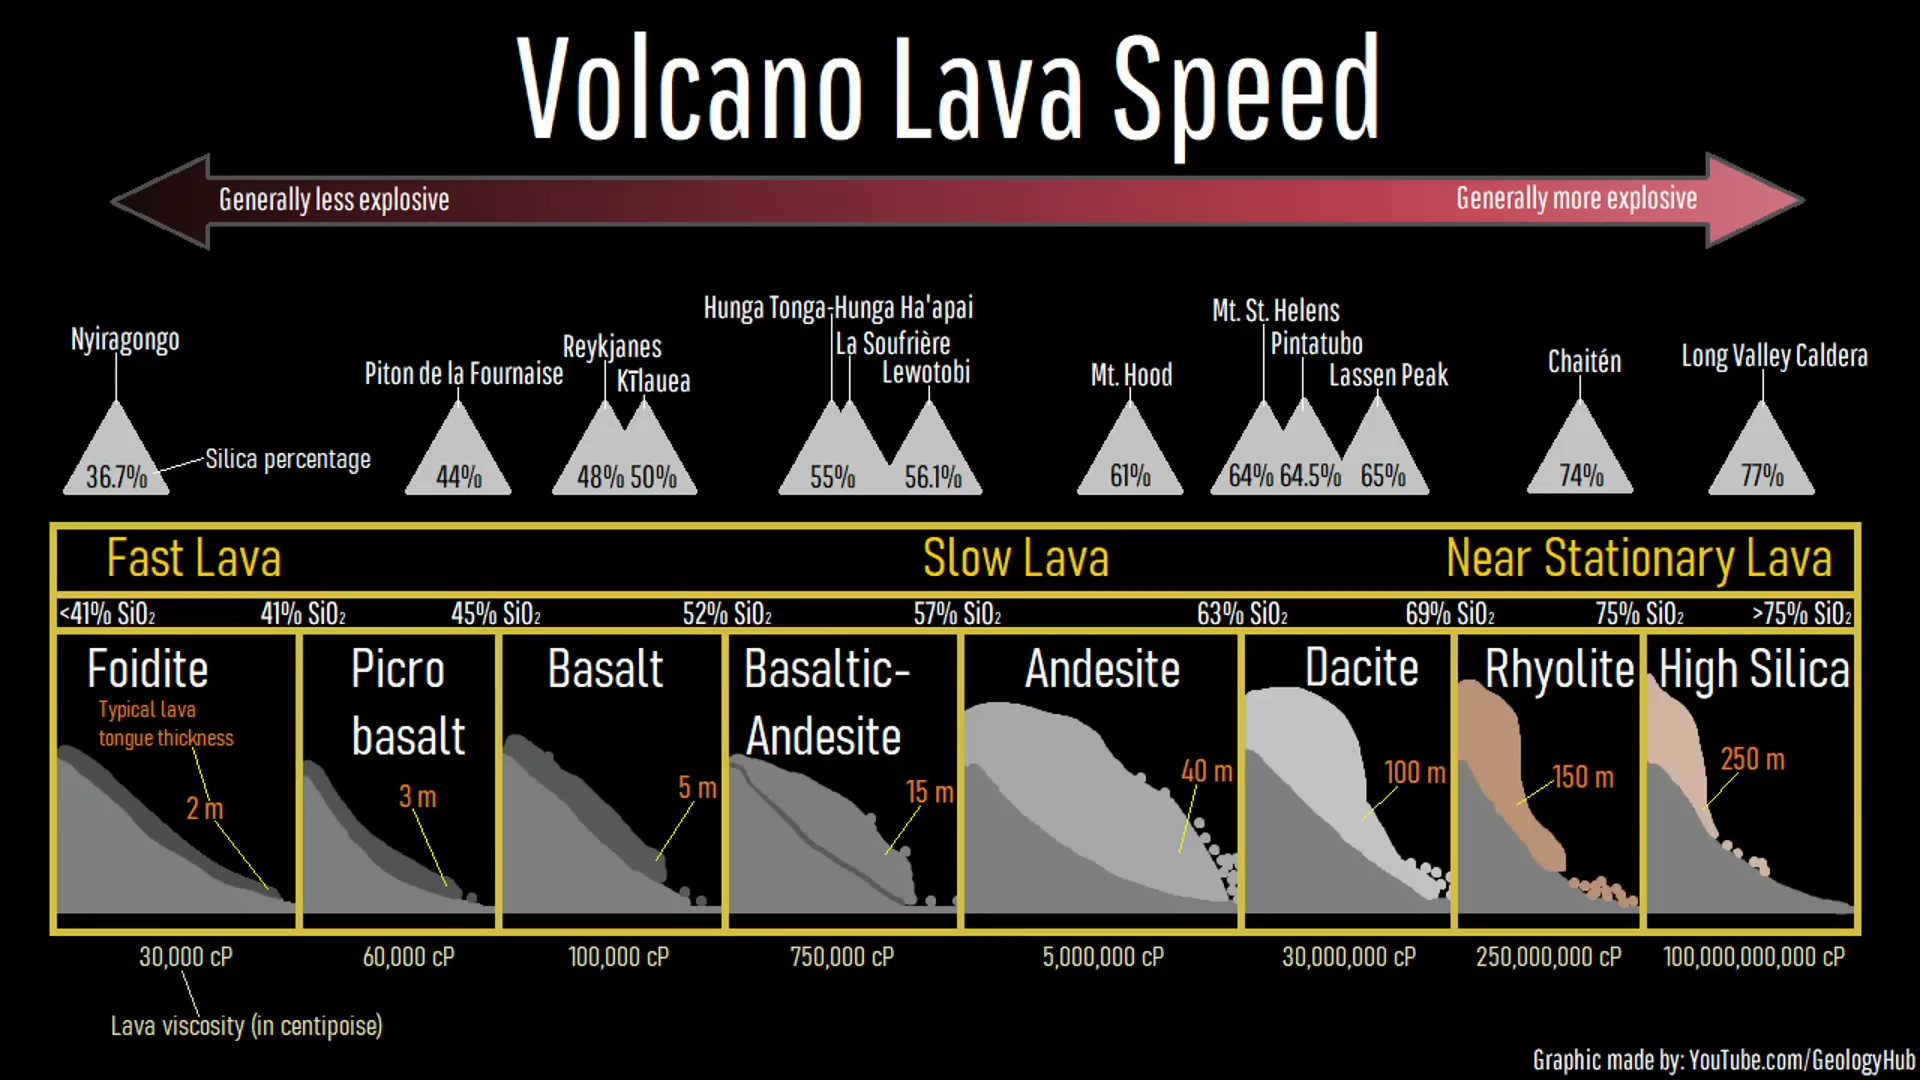 Volcano Lava Speed
Generally less explosive
Generally more explosive
Hunga Tonga-Hunga Ha'apai
Mt. St. Helens
Nyiragongo
Reykjanes
La Soufrière
Pintatubo
Chaitén
Long Valley Caldera
Piton de la Fournaise
Kīlauea
Lewotobi
Mt. Hood
Lassen Peak
36.7%
Silica percentage
44%
48% 50%
55%
56.1%
61%
64% 64.5% 65%
74%
77%
Fast Lava
Slow Lava
Near Stationary Lava
<41% SiO₂
41% SiO₂
45% SiO₂
52% SiO₂
57% SiO₂
63% SiO₂
69% SiO₂
75% SiO₂
>75% SiO₂
Foidite
Typical lava
tongue thickness
2 m
Picro
basalt
3 m
Basalt
5 m
Basaltic-
Andesite
15 m
Andesite
40 m
Dacite
100 m
Rhyolite
150 m
High Silica
250 m
30,000 cP
60,000 cP
100,000 cP
750,000 cP
5,000,000 cP
30,000,000 cP
250,000,000 cP
100,000,000,000 cP
Lava viscosity (in centipoise)
Graphic made by: YouTube.com/GeologyHub